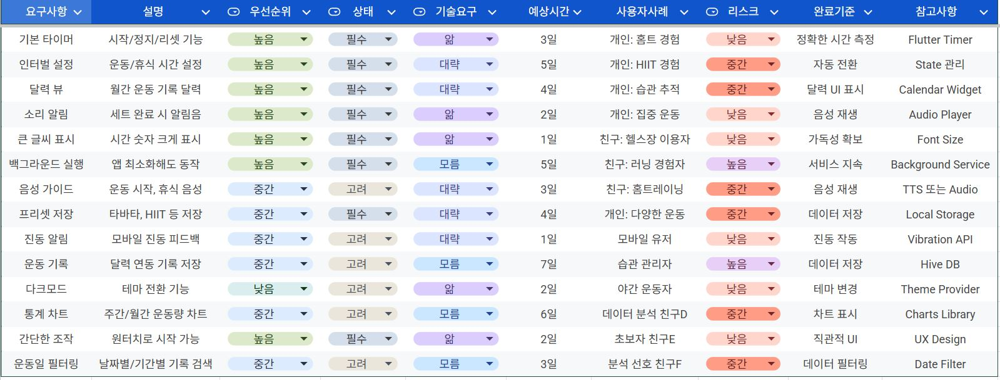 요구사항 설명 우선순위 상태 기술요구 예상시간 사용자사례 리스크 완료기준 참고사항
기본 타이머 시작/정지/리셋 기능 높음 필수 앎 3일 개인: 홈트 경험 낮음 정확한 시간 측정 Flutter Timer
인터벌 설정 운동/휴식 시간 설정 높음 필수 대략 5일 개인: HIIT 경험 중간 자동 전환 State 관리
달력 뷰 월간 운동 기록 달력 높음 필수 대략 4일 개인: 습관 추적 중간 달력 UI 표시 Calendar Widget
소리 알림 세트 완료 시 알림음 높음 필수 앎 2일 개인: 집중 운동 낮음 음성 재생 Audio Player
큰 글씨 표시 시간 숫자 크게 표시 높음 필수 앎 1일 친구: 헬스장 이용자 낮음 가독성 확보 Font Size
백그라운드 실행 앱 최소화해도 동작 높음 필수 모름 5일 친구: 러닝 경험자 높음 서비스 지속 Background Service
음성 가이드 운동 시작, 휴식 음성 중간 고려 대략 3일 친구: 홈트레이닝 중간 음성 재생 TTS 또는 Audio
프리셋 저장 타바타, HIIT 등 저장 중간 필수 대략 4일 개인: 다양한 운동 중간 데이터 저장 Local Storage
진동 알림 모바일 진동 피드백 중간 고려 대략 1일 모바일 유저 낮음 진동 작동 Vibration API
운동 기록 달력 연동 기록 저장 중간 고려 모름 7일 습관 관리자 높음 데이터 저장 Hive DB
다크모드 테마 전환 기능 낮음 고려 앎 2일 야간 운동자 낮음 테마 변경 Theme Provider
통계 차트 주간/월간 운동량 차트 중간 고려 모름 6일 데이터 분석 친구D 중간 차트 표시 Charts Library
간단한 조작 원터치로 시작 가능 높음 필수 앎 2일 초보자 친구E 낮음 직관적 UI UX Design
운동일 필터링 날짜별/기간별 기록 검색 중간 고려 모름 3일 분석 선호 친구F 중간 데이터 필터링 Date Filter